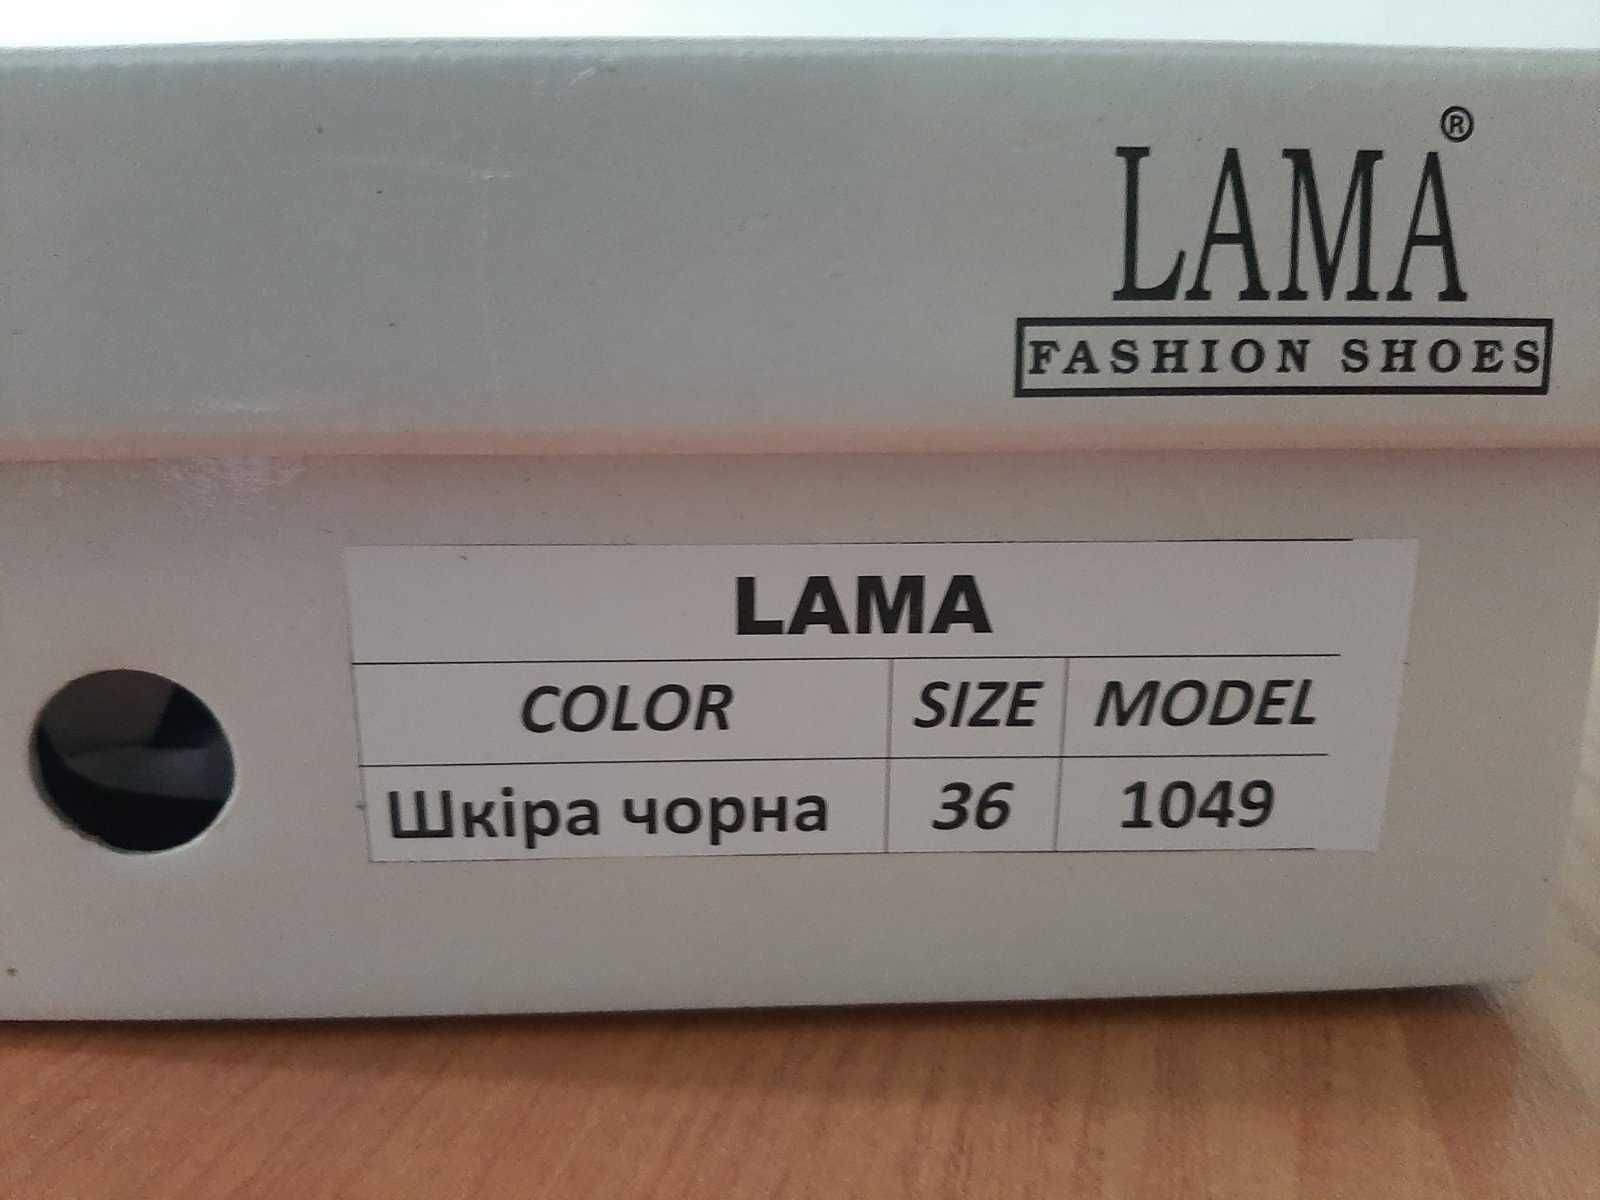 LAMA®
FASHION SHOES
LAMA
COLOR SIZE MODEL
Шкіра чорна 36 1049